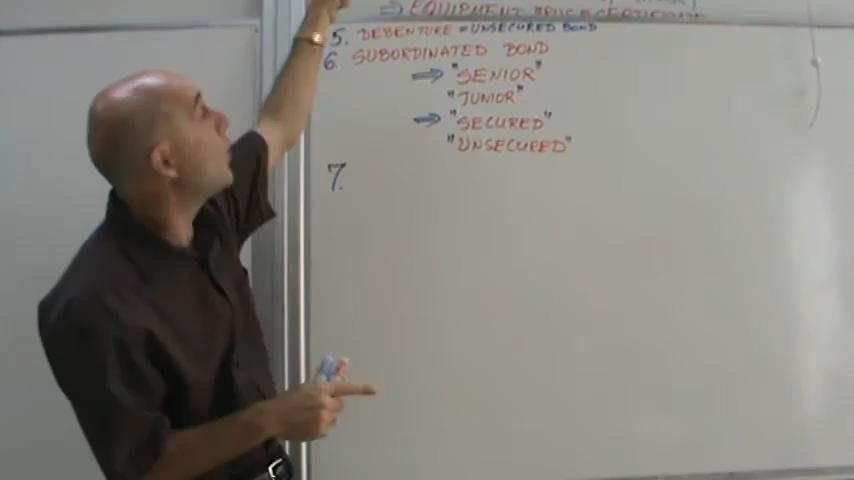 ⇒ EQUIPMENT TRUST CERTIFICATE
5. DEBENTURE = UNSECURED BOND
6. SUBORDINATED BOND
⇒ "SENIOR"
"JUNIOR"
⇒ "SECURED"
"UNSECURED"
7.